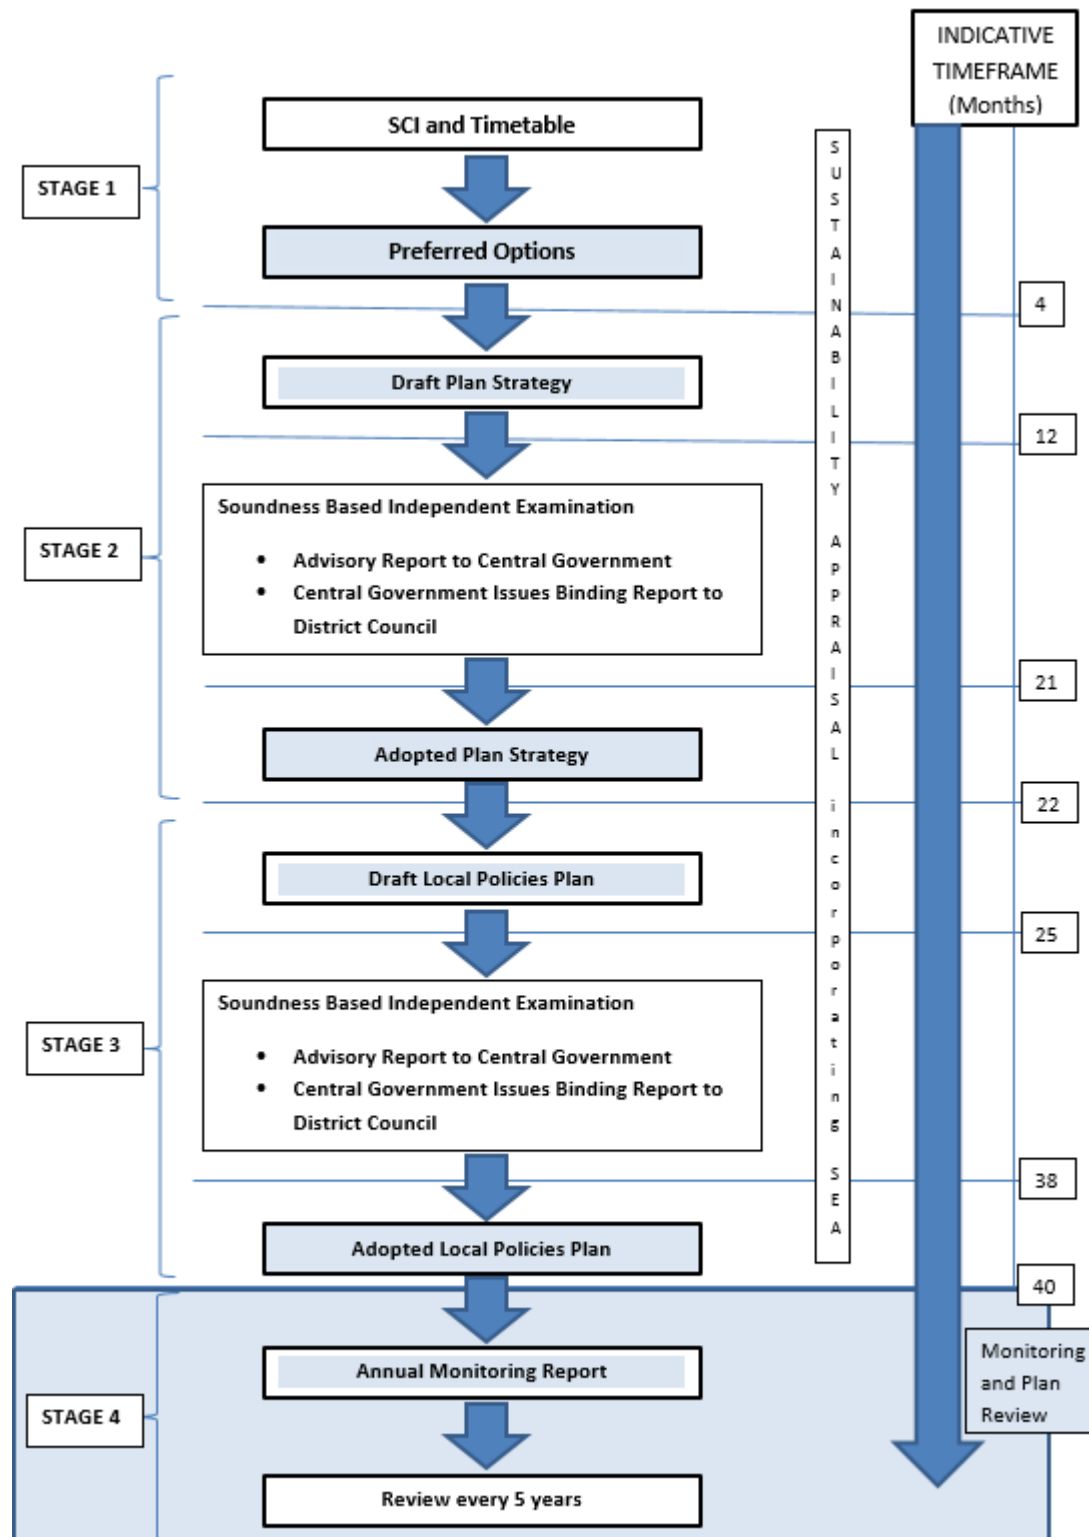 INDICATIVE
TIMEFRAME
(Months)
SCI and Timetable
STAGE 1
Preferred Options
4
Draft Plan Strategy
12
Soundness Based Independent Examination
• Advisory Report to Central Government
• Central Government Issues Binding Report to
District Council
STAGE 2
21
Adopted Plan Strategy
22
Draft Local Policies Plan
25
Soundness Based Independent Examination
• Advisory Report to Central Government
• Central Government Issues Binding Report to
District Council
STAGE 3
38
Adopted Local Policies Plan
40
SUSTAINABILITY APPRAISAL incorporating SEA
Annual Monitoring Report
Monitoring
and Plan
Review
STAGE 4
Review every 5 years